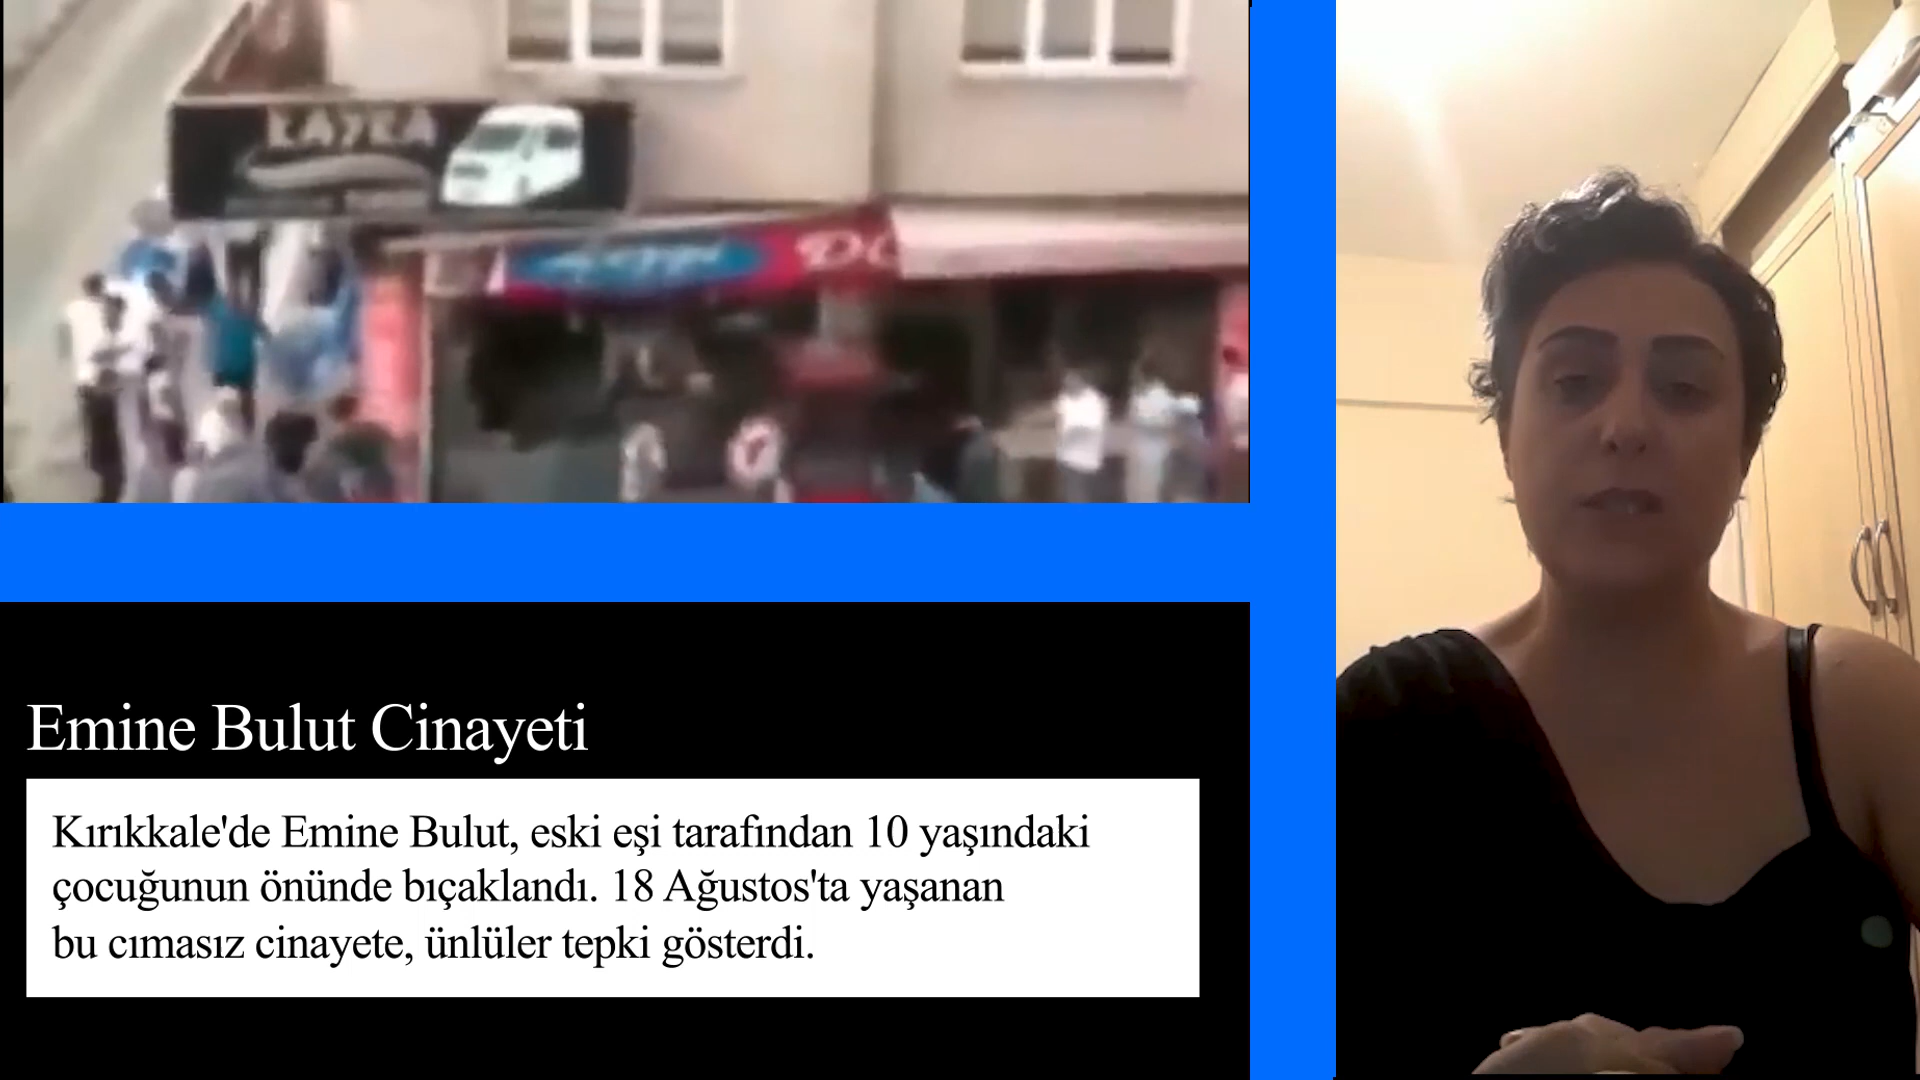 KAYRA
Emine Bulut Cinayeti
Kırıkkale'de Emine Bulut, eski eşi tarafından 10 yaşındaki
çocuğunun önünde bıçaklandı. 18 Ağustos'ta yaşanan
bu cımasız cinayete, ünlüler tepki gösterdi.